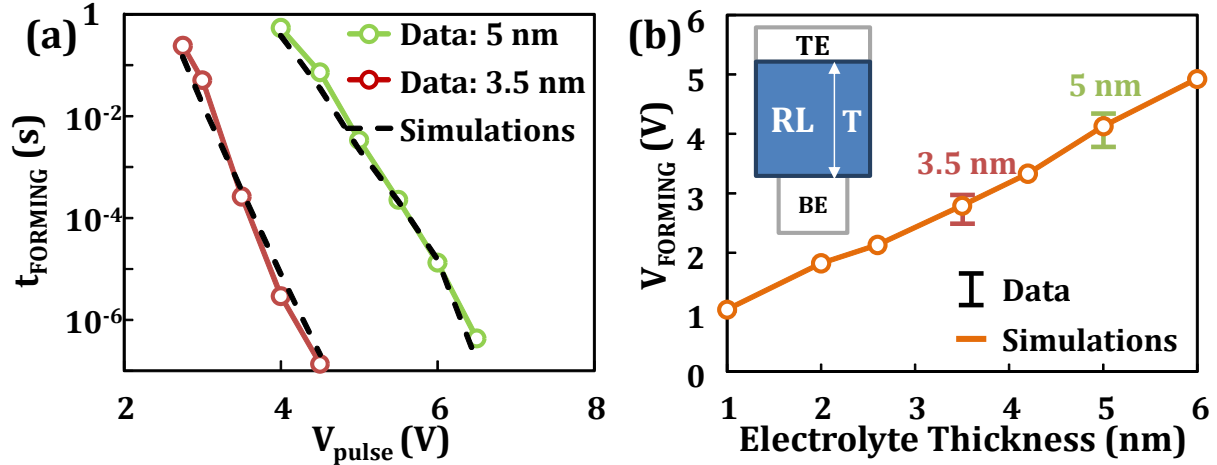 (a)
Data: 5 nm
Data: 3.5 nm
Simulations
t_FORMING (s)
1
10^-2
10^-4
10^-6
2 4 6 8
V_pulse (V)
(b)
V_FORMING (V)
6
5
4
3
2
1
0
TE
RL T
BE
5 nm
3.5 nm
Data
Simulations
1 2 3 4 5 6
Electrolyte Thickness (nm)